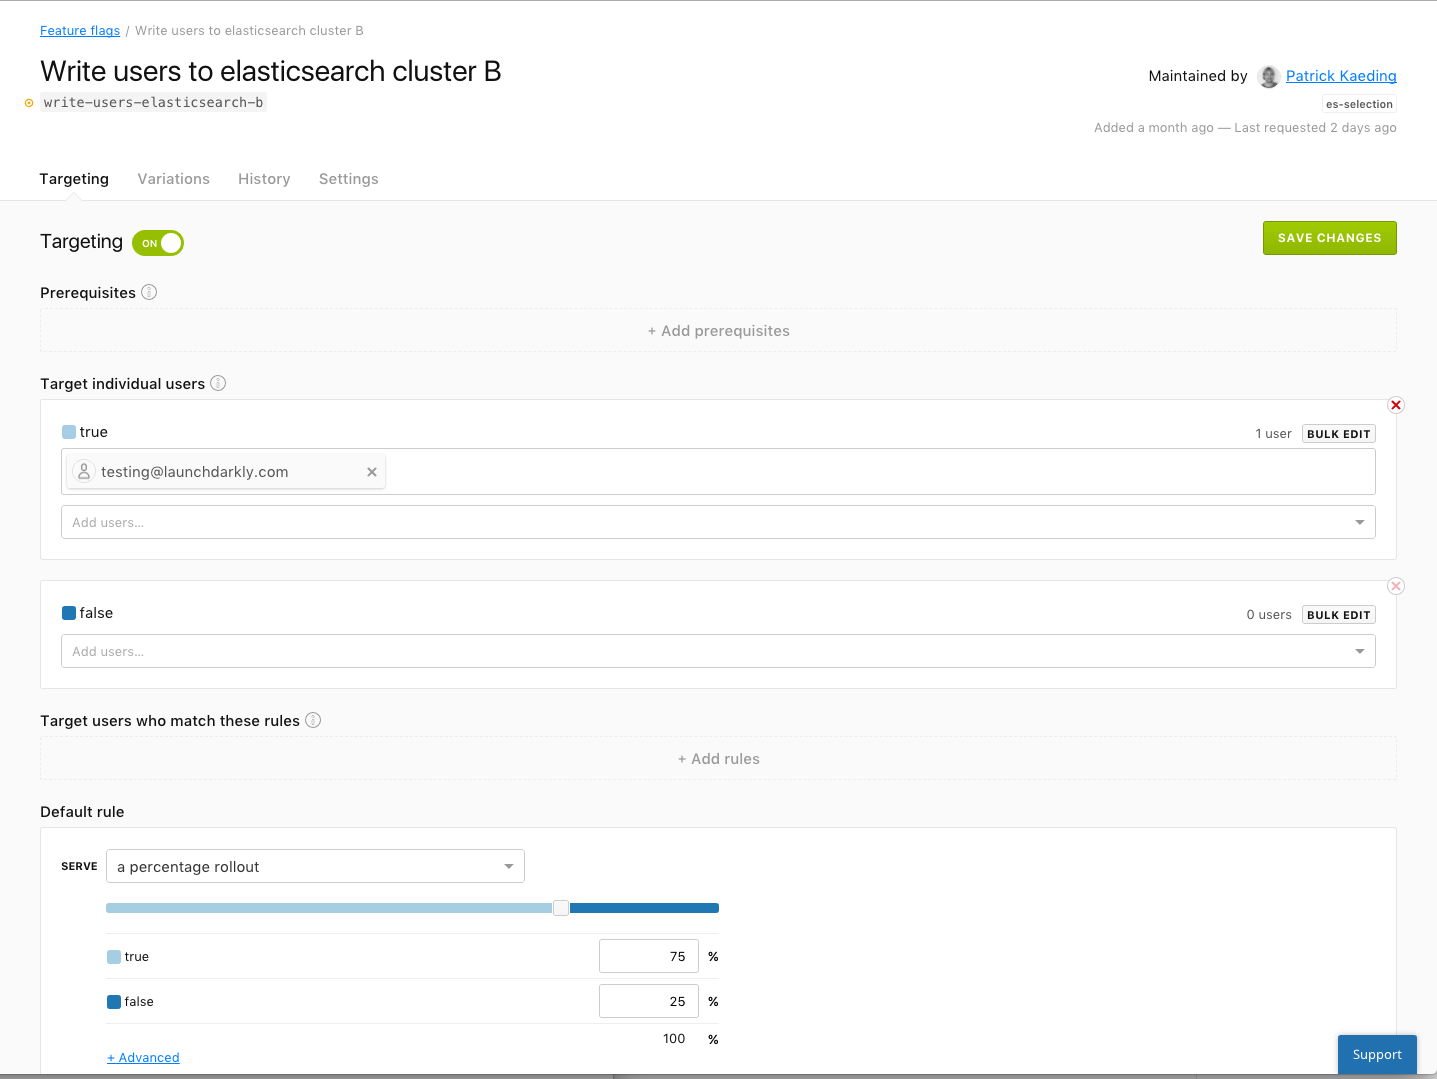 Feature flags / Write users to elasticsearch cluster B
Write users to elasticsearch cluster B
write-users-elasticsearch-b
Maintained by Patrick Kaeding
es-selection
Added a month ago — Last requested 2 days ago
Targeting Variations History Settings
Targeting ON
SAVE CHANGES
Prerequisites
+ Add prerequisites
Target individual users
true
1 user BULK EDIT
testing@launchdarkly.com
Add users...
false
0 users BULK EDIT
Add users...
Target users who match these rules
+ Add rules
Default rule
SERVE a percentage rollout
true 75 %
false 25 %
100 %
+ Advanced
Support